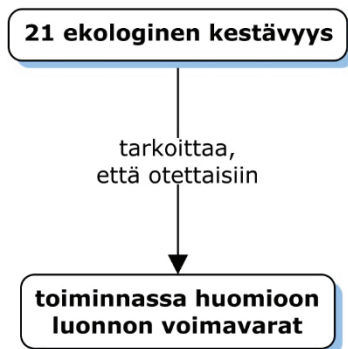 21 ekologinen kestävyys
tarkoittaa,
että otettaisiin
toiminnassa huomioon
luonnon voimavarat